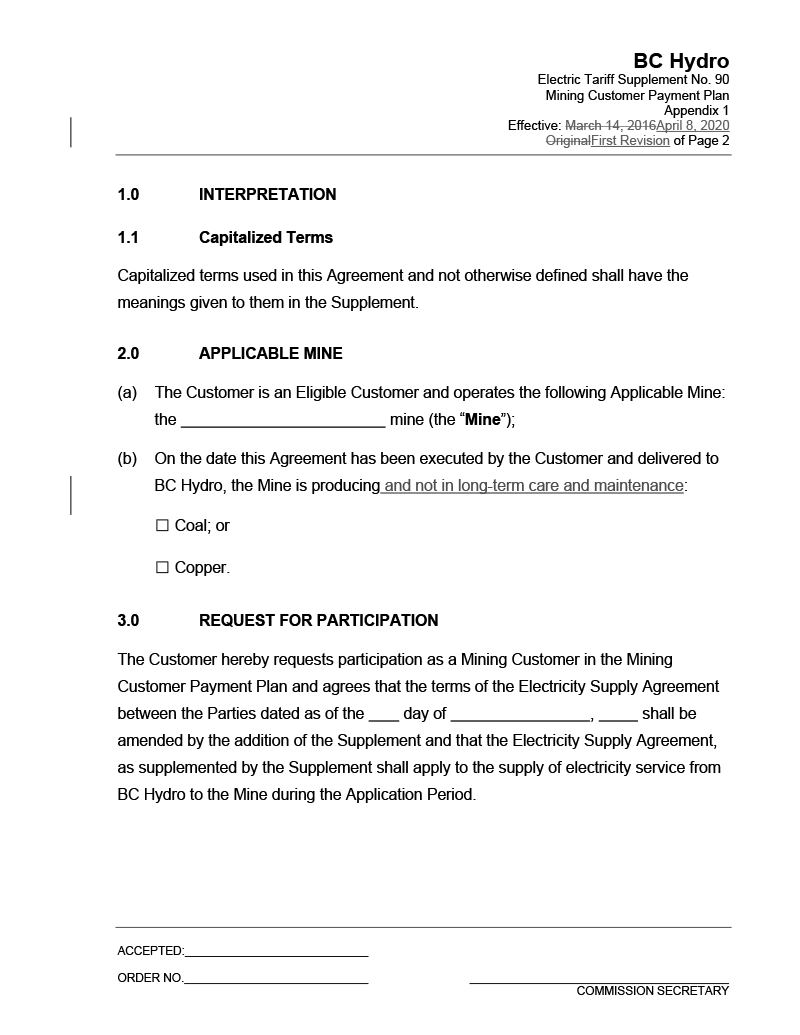 BC Hydro
Electric Tariff Supplement No. 90
Mining Customer Payment Plan
Appendix 1
Effective: March 14, 2016April 8, 2020
OriginalFirst Revision of Page 2
1.0 INTERPRETATION
1.1 Capitalized Terms
Capitalized terms used in this Agreement and not otherwise defined shall have the
meanings given to them in the Supplement.
2.0 APPLICABLE MINE
(a) The Customer is an Eligible Customer and operates the following Applicable Mine:
the _______________________ mine (the “Mine”);
(b) On the date this Agreement has been executed by the Customer and delivered to
BC Hydro, the Mine is producing and not in long-term care and maintenance:
☐ Coal; or
☐ Copper.
3.0 REQUEST FOR PARTICIPATION
The Customer hereby requests participation as a Mining Customer in the Mining
Customer Payment Plan and agrees that the terms of the Electricity Supply Agreement
between the Parties dated as of the ____ day of ________________, ____ shall be
amended by the addition of the Supplement and that the Electricity Supply Agreement,
as supplemented by the Supplement shall apply to the supply of electricity service from
BC Hydro to the Mine during the Application Period.
ACCEPTED:____________________________
ORDER NO.____________________________
COMMISSION SECRETARY